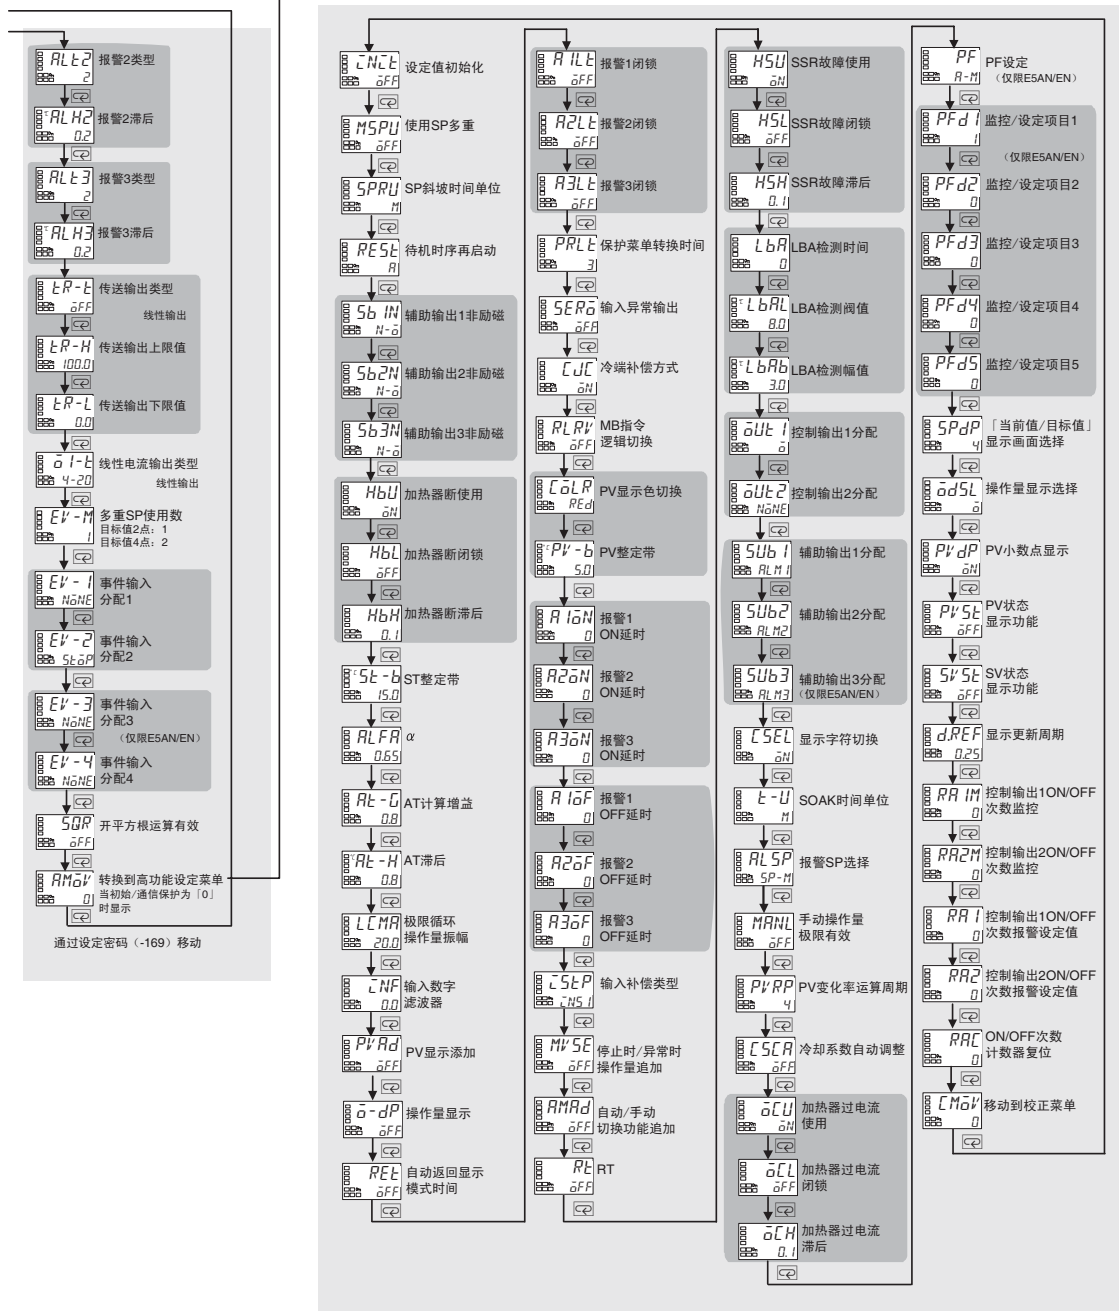 ALt2
2
报警2类型
ALH2
0.2
报警2滞后
ALt3
2
报警3类型
ALH3
0.2
报警3滞后
tR-t
oFF
传送输出类型
线性输出
tR-H
100.0
传送输出上限值
tR-L
0.0
传送输出下限值
o1-t
4-20
线性电流输出类型
线性输出
EV-M
1
多重SP使用数
目标值2点：1
目标值4点：2
EV-1
NoNE
事件输入
分配1
EV-2
StoP
事件输入
分配2
EV-3
NoNE
事件输入
分配3
（仅限E5AN/EN）
EV-4
NoNE
事件输入
分配4
SQR
oFF
开平方根运算有效
AMoV
0
转换到高功能设定菜单
当初始/通信保护为「0」
时显示
通过设定密码（-169）移动
iNit
oFF
设定值初始化
MSPU
oFF
使用SP多重
SPRU
M
SP斜坡时间单位
RESt
A
待机时序再启动
Sb1N
N-o
辅助输出1非励磁
Sb2N
N-o
辅助输出2非励磁
Sb3N
N-o
辅助输出3非励磁
HbU
oN
加热器断使用
HbL
oFF
加热器断闭锁
HbH
0.1
加热器断滞后
St-b
15.0
ST整定带
ALFA
0.65
α
At-G
0.8
AT计算增益
At-H
0.8
AT滞后
LCMA
20.0
极限循环
操作量振幅
iNF
0.0
输入数字
滤波器
PVAd
oFF
PV显示添加
o-dP
oFF
操作量显示
REt
oFF
自动返回显示
模式时间
A1Lt
oFF
报警1闭锁
A2Lt
oFF
报警2闭锁
A3Lt
oFF
报警3闭锁
PRLt
3
保护菜单转换时间
SERo
oFF
输入异常输出
CJC
oN
冷端补偿方式
RLRV
oFF
MB指令
逻辑切换
CoLR
REd
PV显示色切换
PV-b
5.0
PV整定带
A1oN
0
报警1
ON延时
A2oN
0
报警2
ON延时
A3oN
0
报警3
ON延时
A1oF
0
报警1
OFF延时
A2oF
0
报警2
OFF延时
A3oF
0
报警3
OFF延时
iStP
iNS1
输入补偿类型
MVSE
oFF
停止时/异常时
操作量追加
AMAd
oFF
自动/手动
切换功能追加
Rt
oFF
RT
HSU
oN
SSR故障使用
HSL
oFF
SSR故障闭锁
HSH
0.1
SSR故障滞后
LbA
0
LBA检测时间
LbAL
8.0
LBA检测阀值
LbAb
3.0
LBA检测幅值
oUt1
o
控制输出1分配
oUt2
NoNE
控制输出2分配
SUb1
ALM1
辅助输出1分配
SUb2
ALM2
辅助输出2分配
SUb3
ALM3
辅助输出3分配
（仅限E5AN/EN）
CSEL
oN
显示字符切换
t-U
M
SOAK时间单位
ALSP
SP-M
报警SP选择
MANL
oFF
手动操作量
极限有效
PVRP
4
PV变化率运算周期
CSCA
oFF
冷却系数自动调整
oCU
oN
加热器过电流
使用
oCL
oFF
加热器过电流
闭锁
oCH
0.1
加热器过电流
滞后
PF
A-M
PF设定
（仅限E5AN/EN）
PFd1
1
监控/设定项目1
（仅限E5AN/EN）
PFd2
0
监控/设定项目2
PFd3
0
监控/设定项目3
PFd4
0
监控/设定项目4
PFd5
0
监控/设定项目5
SPdP
4
「当前值/目标值」
显示画面选择
odSL
o
操作量显示选择
PVdP
oN
PV小数点显示
PVSt
oFF
PV状态
显示功能
SVSt
oFF
SV状态
显示功能
d.REF
0.25
显示更新周期
RA1M
0
控制输出1ON/OFF
次数监控
RA2M
0
控制输出2ON/OFF
次数监控
RA1
0
控制输出1ON/OFF
次数报警设定值
RA2
0
控制输出2ON/OFF
次数报警设定值
RAC
0
ON/OFF次数
计数器复位
CMoV
0
移动到校正菜单